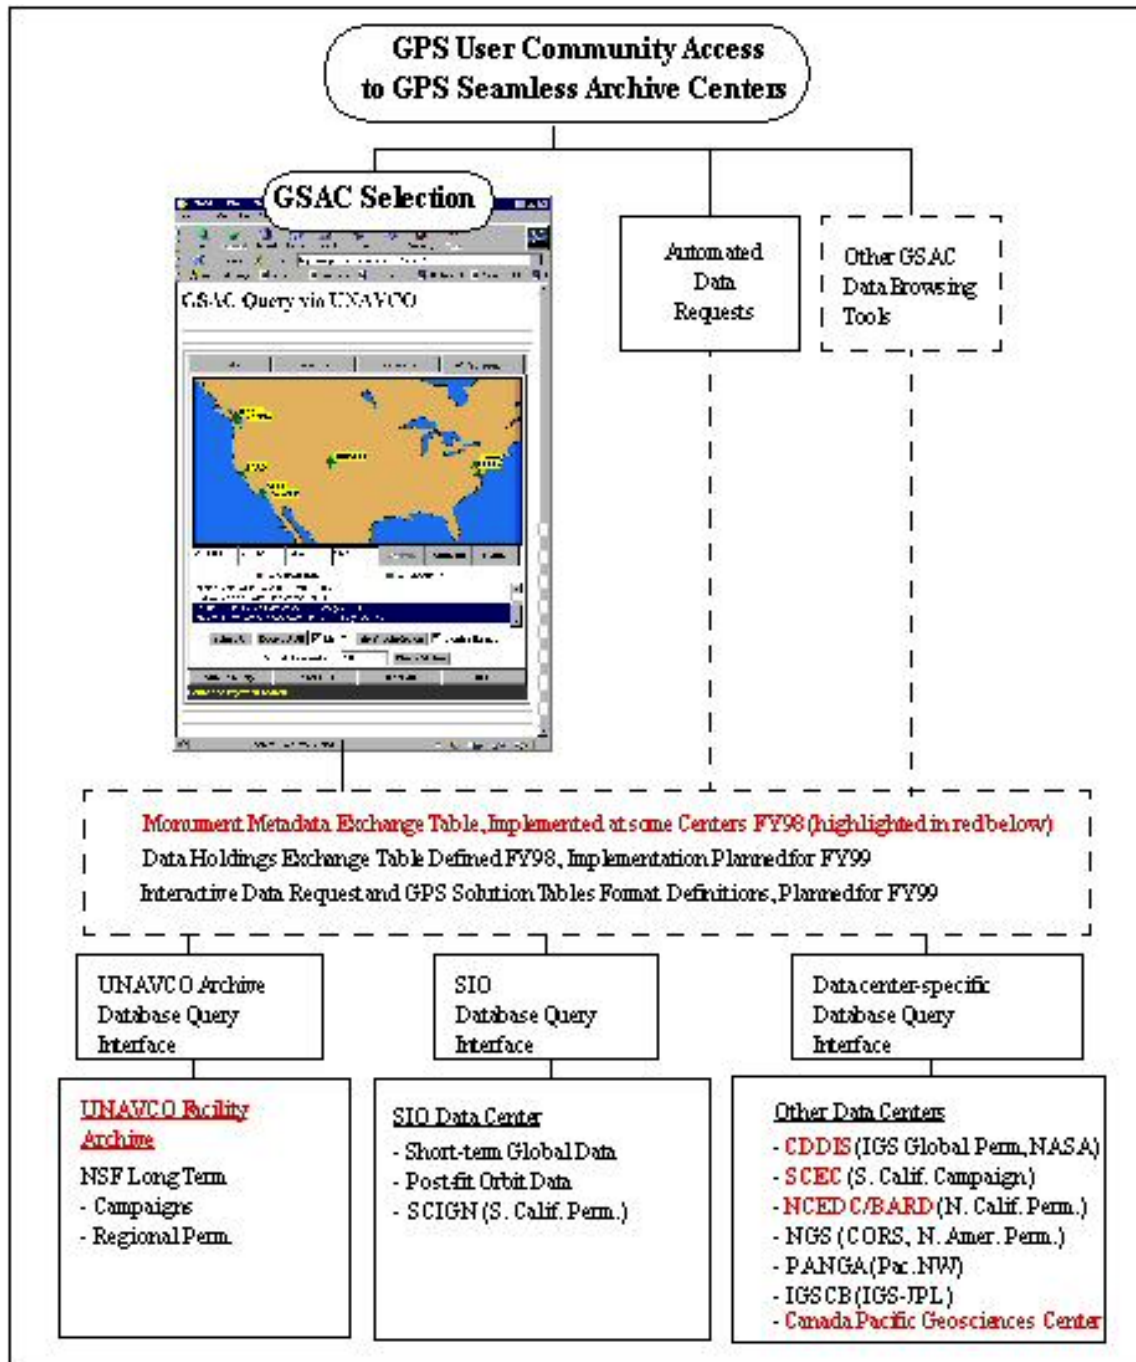 GPS User Community Access
to GPS Seamless Archive Centers
GSAC Selection
GSAC Query via UNAVCO
Automated
Data
Requests
Other GSAC
Data Browsing
Tools
Monument Metadata Exchange Table, Implemented at some Centers FY98 (highlighted in red below)
Data Holdings Exchange Table Defined FY98, Implementation Planned for FY99
Interactive Data Request and GPS Solution Tables Format Definitions, Planned for FY99
UNAVCO Archive
Database Query
Interface
SIO
Database Query
Interface
Data center-specific
Database Query
Interface
UNAVCO Facility
Archive
NSF Long Term
- Campaigns
- Regional Perm.
SIO Data Center
- Short-term Global Data
- Post-fit Orbit Data
- SCIGN (S. Calif. Perm.)
Other Data Centers
- CDDIS (IGS Global Perm, NASA)
- SCEC (S. Calif. Campaign)
- NCEDC/BARD (N. Calif. Perm.)
- NGS (CORS, N. Amer. Perm.)
- PANGA (Pac. NW)
- IGSCB (IGS-JPL)
- Canada Pacific Geosciences Center